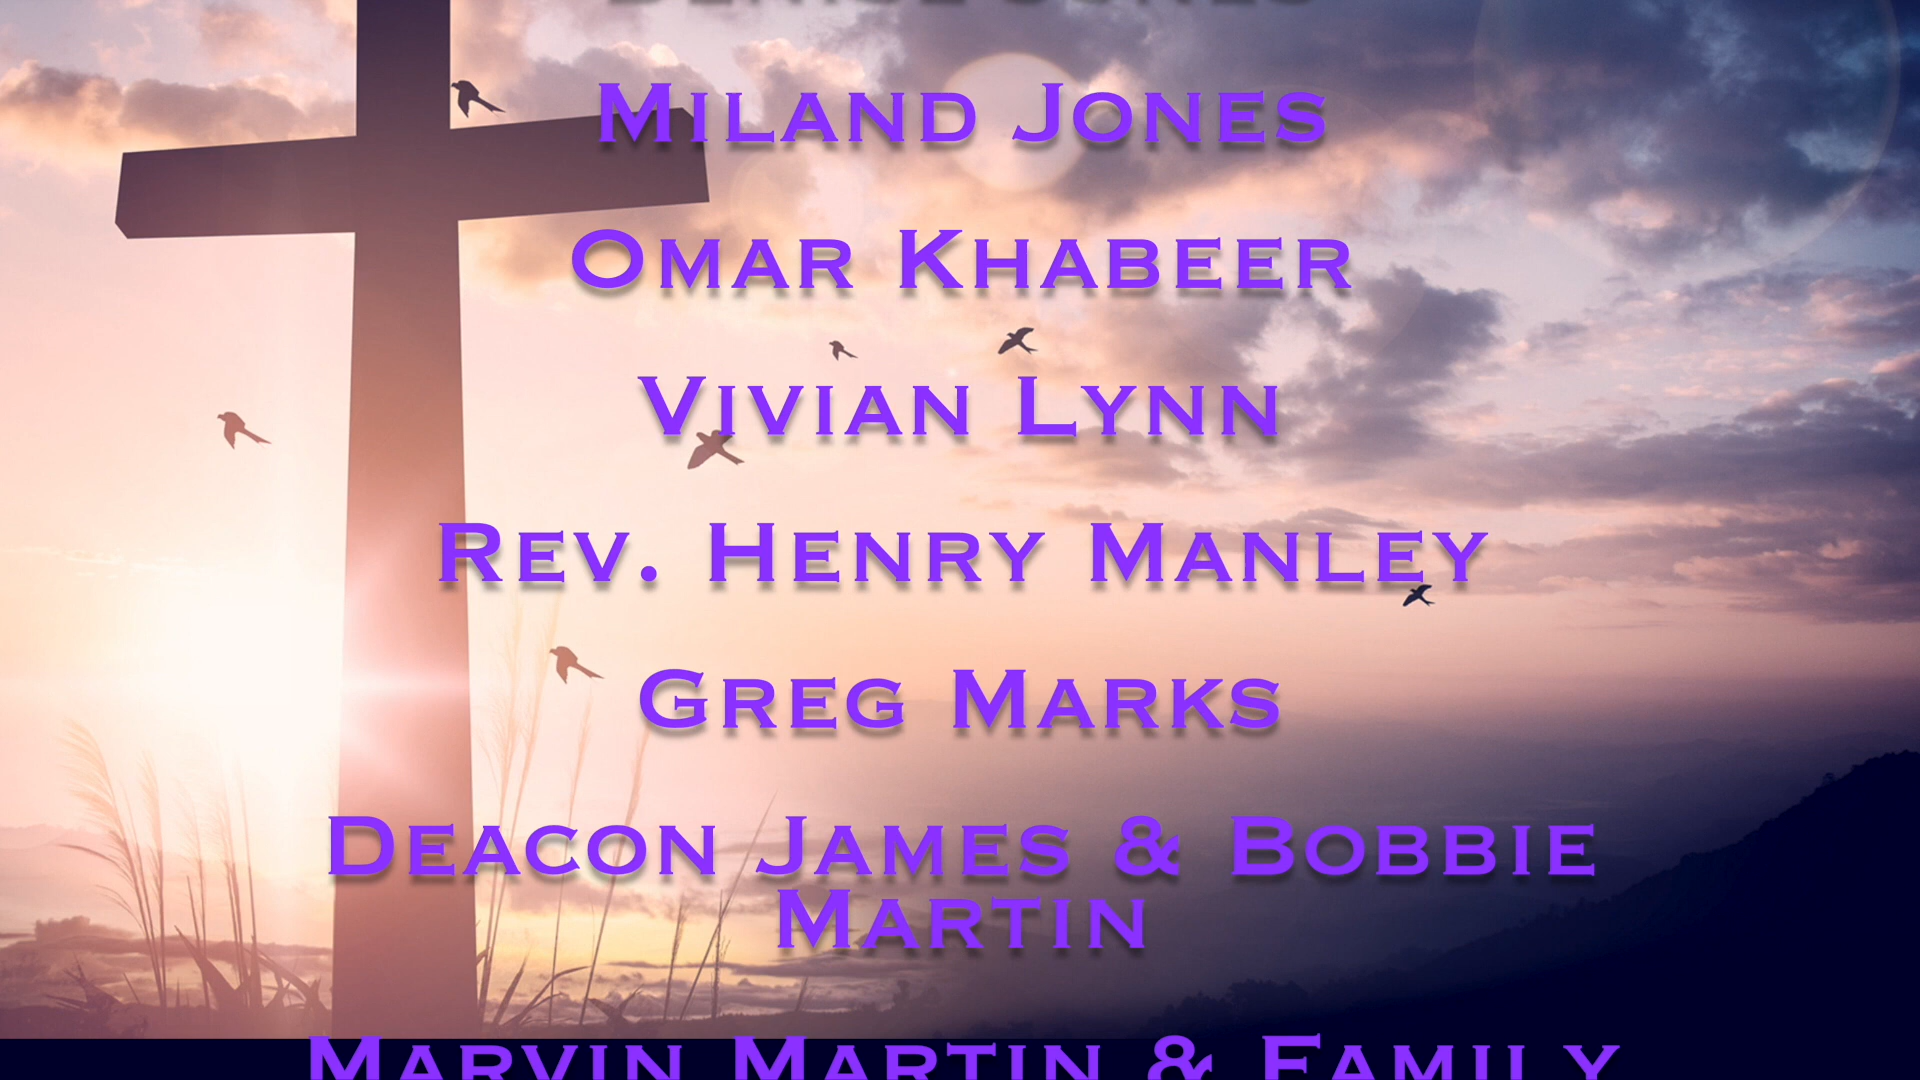 Miland Jones
Omar Khabeer
Vivian Lynn
Rev. Henry Manley
Greg Marks
Deacon James & Bobbie
Martin
Marvin Martin & Family